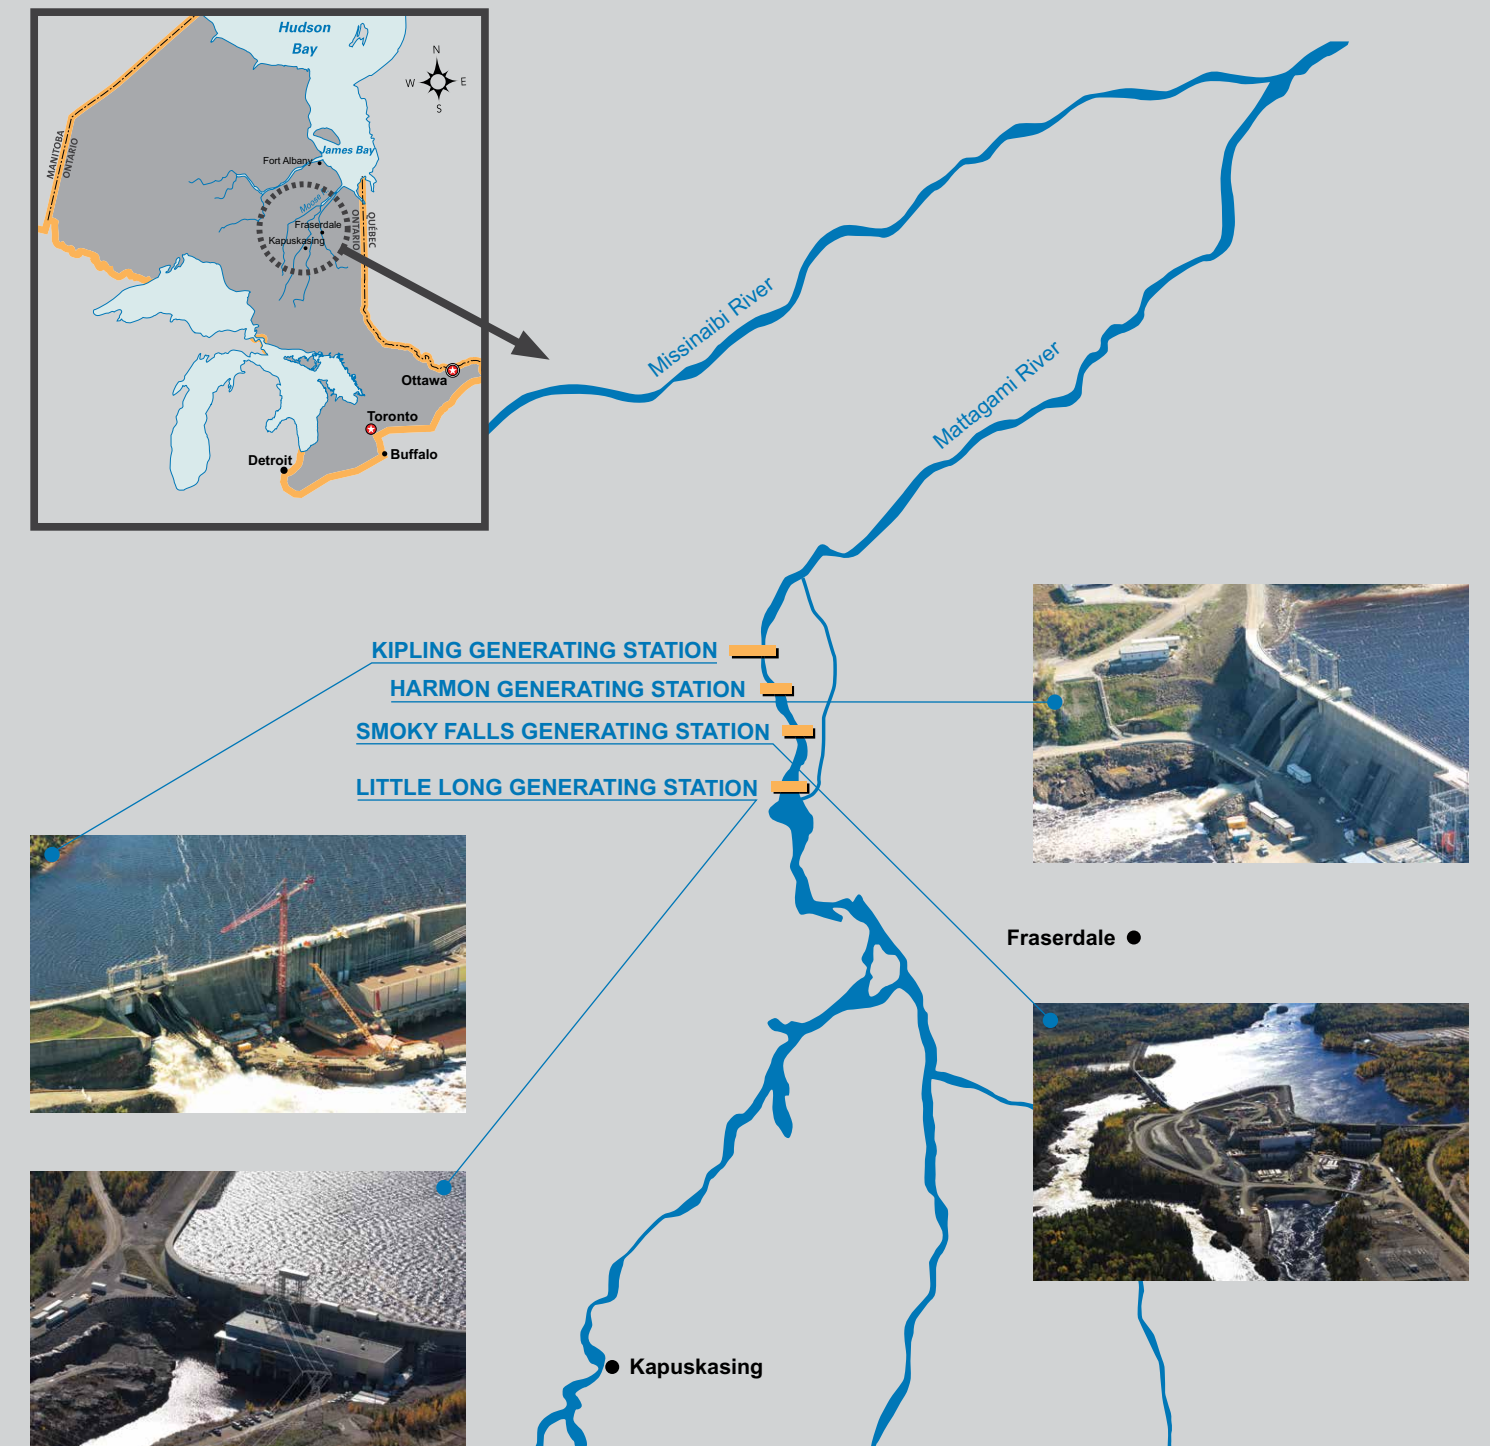 Hudson
Bay
N
W
E
S
MANITOBA
ONTARIO
James Bay
Fort Albany
Moose
QUÉBEC
ONTARIO
Fraserdale
Kapuskasing
Ottawa
Toronto
Buffalo
Detroit
Missinaibi River
Mattagami River
KIPLING GENERATING STATION
HARMON GENERATING STATION
SMOKY FALLS GENERATING STATION
LITTLE LONG GENERATING STATION
Fraserdale
Kapuskasing